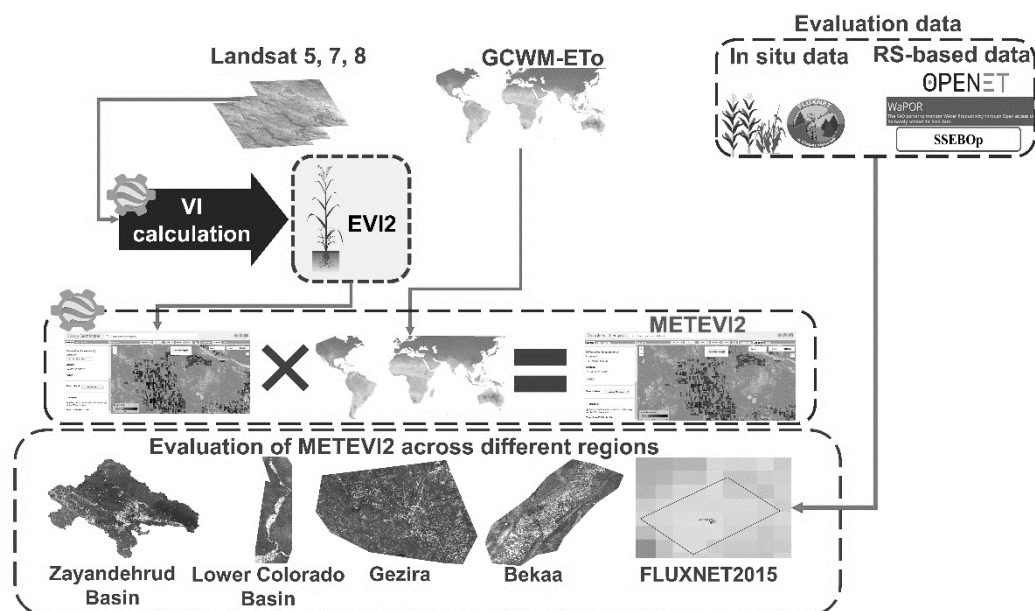 Evaluation data
Landsat 5, 7, 8
GCWM-ETo
In situ data
RS-based data
FLUXNET
OPENET
WaPOR
SSEBOp
VI
calculation
EVI2
METEVI2
Evaluation of METEVI2 across different regions
Zayandehrud
Basin
Lower Colorado
Basin
Gezira
Bekaa
FLUXNET2015